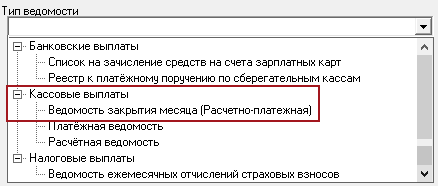 Тип ведомости
Банковские выплаты
Список на зачисление средств на счета зарплатных карт
Реестр к платёжному поручению по сберегательным кассам
Кассовые выплаты
Ведомость закрытия месяца (Расчетно-платежная)
Платёжная ведомость
Расчётная ведомость
Налоговые выплаты
Ведомость ежемесячных отчислений страховых взносов